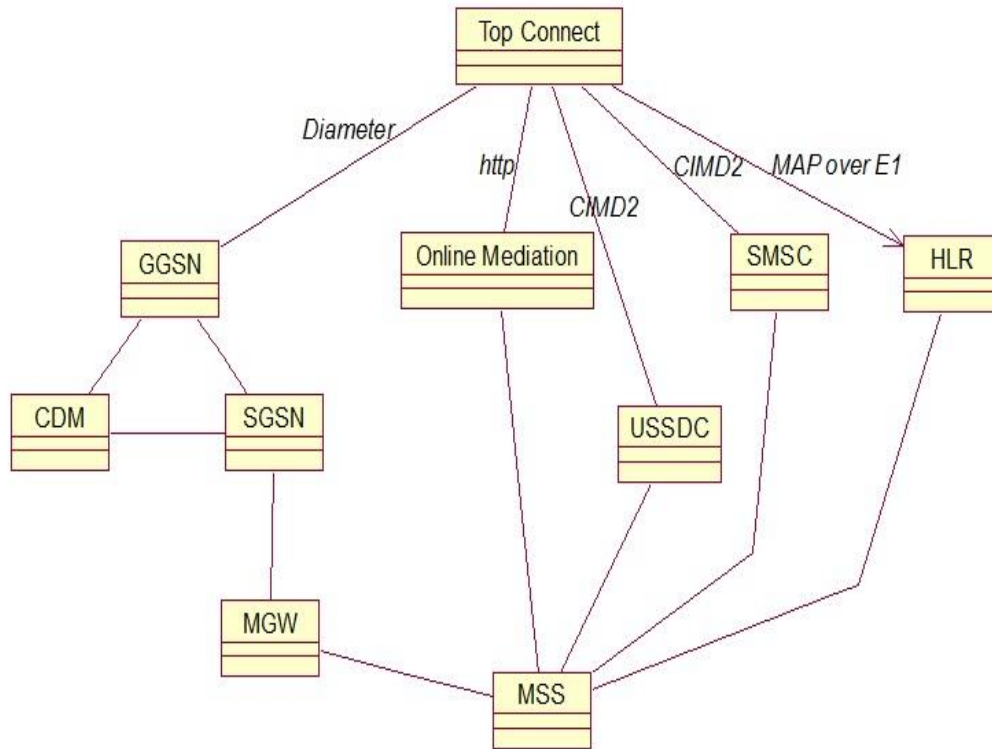 Top Connect
Diameter
http
CIMD2
CIMD2
MAP over E1
GGSN
Online Mediation
SMSC
HLR
CDM
SGSN
USSDC
MGW
MSS